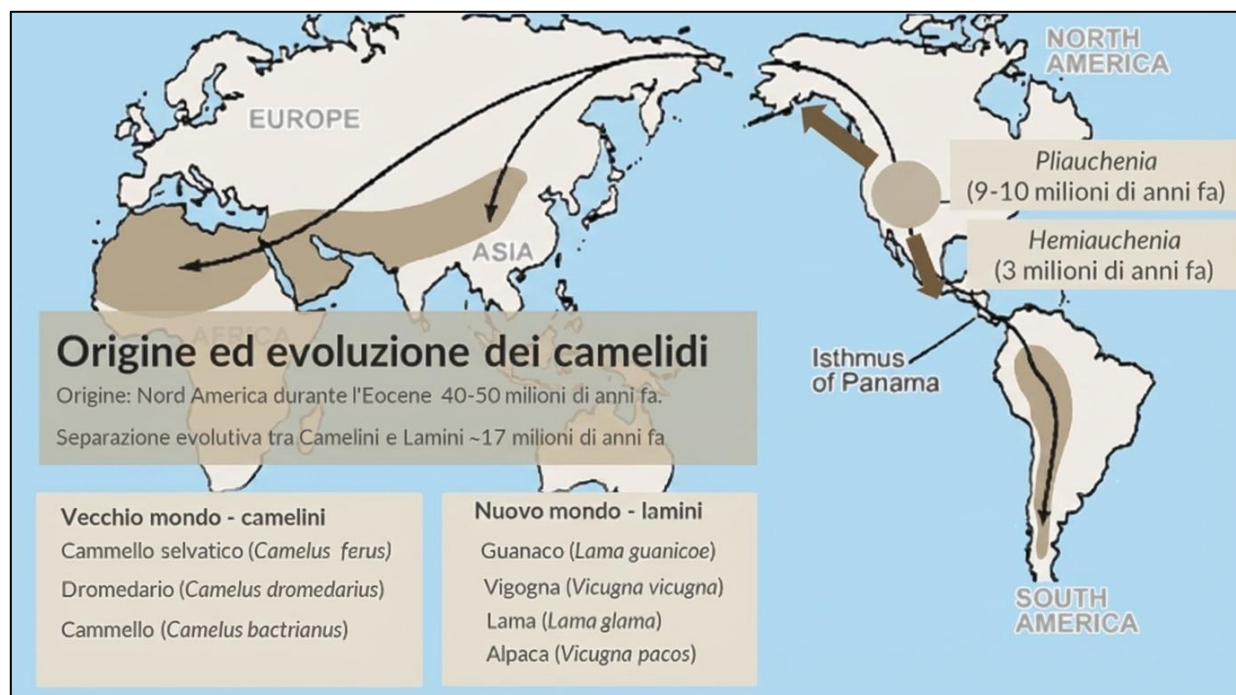 NORTH
AMERICA
EUROPE
Pliauchenia
(9-10 milioni di anni fa)
Hemiauchenia
(3 milioni di anni fa)
ASIA
AFRICA
Origine ed evoluzione dei camelidi
Origine: Nord America durante l'Eocene 40-50 milioni di anni fa.
Separazione evolutiva tra Camelini e Lamini ~17 milioni di anni fa
Isthmus
of Panama
Vecchio mondo - camelini
Cammello selvatico (Camelus ferus)
Dromedario (Camelus dromedarius)
Cammello (Camelus bactrianus)
Nuovo mondo - lamini
Guanaco (Lama guanicoe)
Vigogna (Vicugna vicugna)
Lama (Lama glama)
Alpaca (Vicugna pacos)
SOUTH
AMERICA